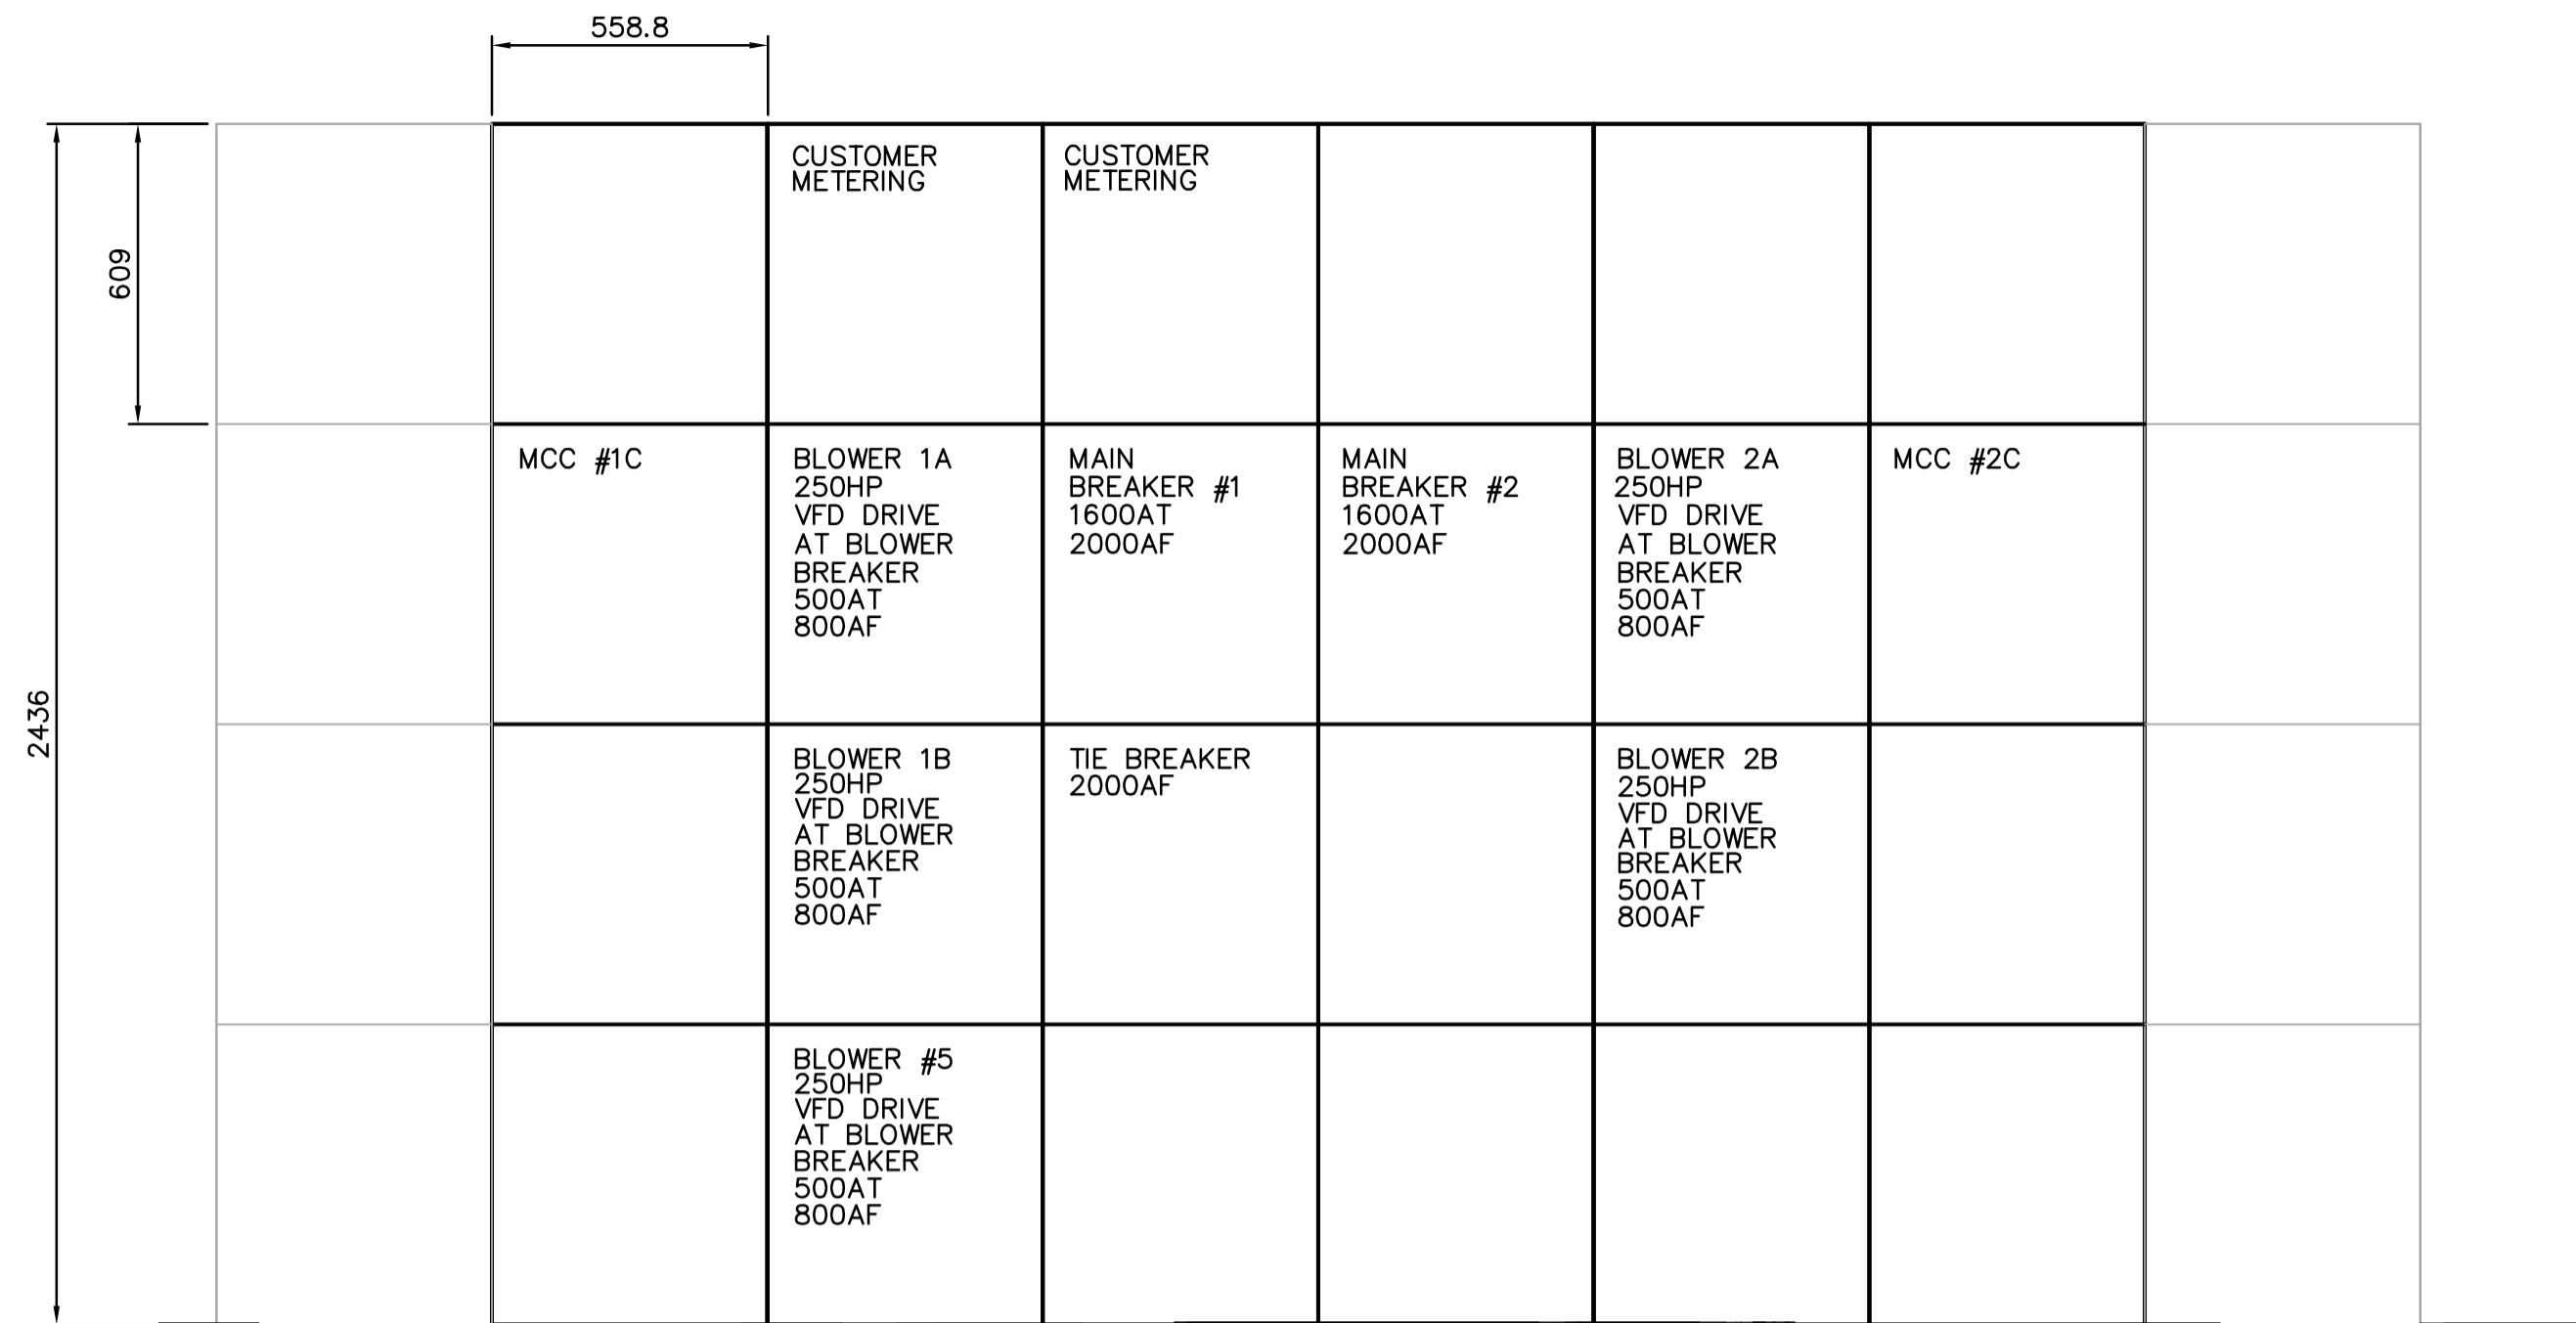 558.8
609
2436
CUSTOMER
METERING
CUSTOMER
METERING
MCC #1C
BLOWER 1A
250HP
VFD DRIVE
AT BLOWER
BREAKER
500AT
800AF
MAIN
BREAKER #1
1600AT
2000AF
MAIN
BREAKER #2
1600AT
2000AF
BLOWER 2A
250HP
VFD DRIVE
AT BLOWER
BREAKER
500AT
800AF
MCC #2C
BLOWER 1B
250HP
VFD DRIVE
AT BLOWER
BREAKER
500AT
800AF
TIE BREAKER
2000AF
BLOWER 2B
250HP
VFD DRIVE
AT BLOWER
BREAKER
500AT
800AF
BLOWER #5
250HP
VFD DRIVE
AT BLOWER
BREAKER
500AT
800AF